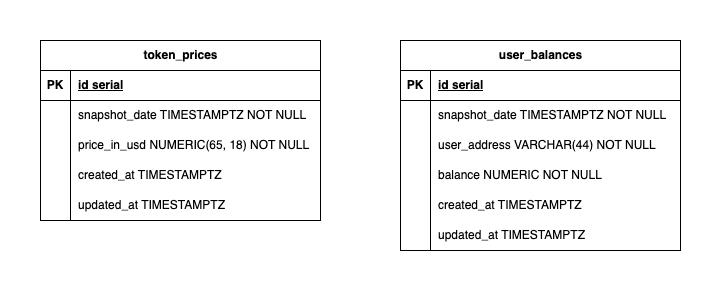 token_prices
PK id serial
snapshot_date TIMESTAMPTZ NOT NULL
price_in_usd NUMERIC(65, 18) NOT NULL
created_at TIMESTAMPTZ
updated_at TIMESTAMPTZ
user_balances
PK id serial
snapshot_date TIMESTAMPTZ NOT NULL
user_address VARCHAR(44) NOT NULL
balance NUMERIC NOT NULL
created_at TIMESTAMPTZ
updated_at TIMESTAMPTZ